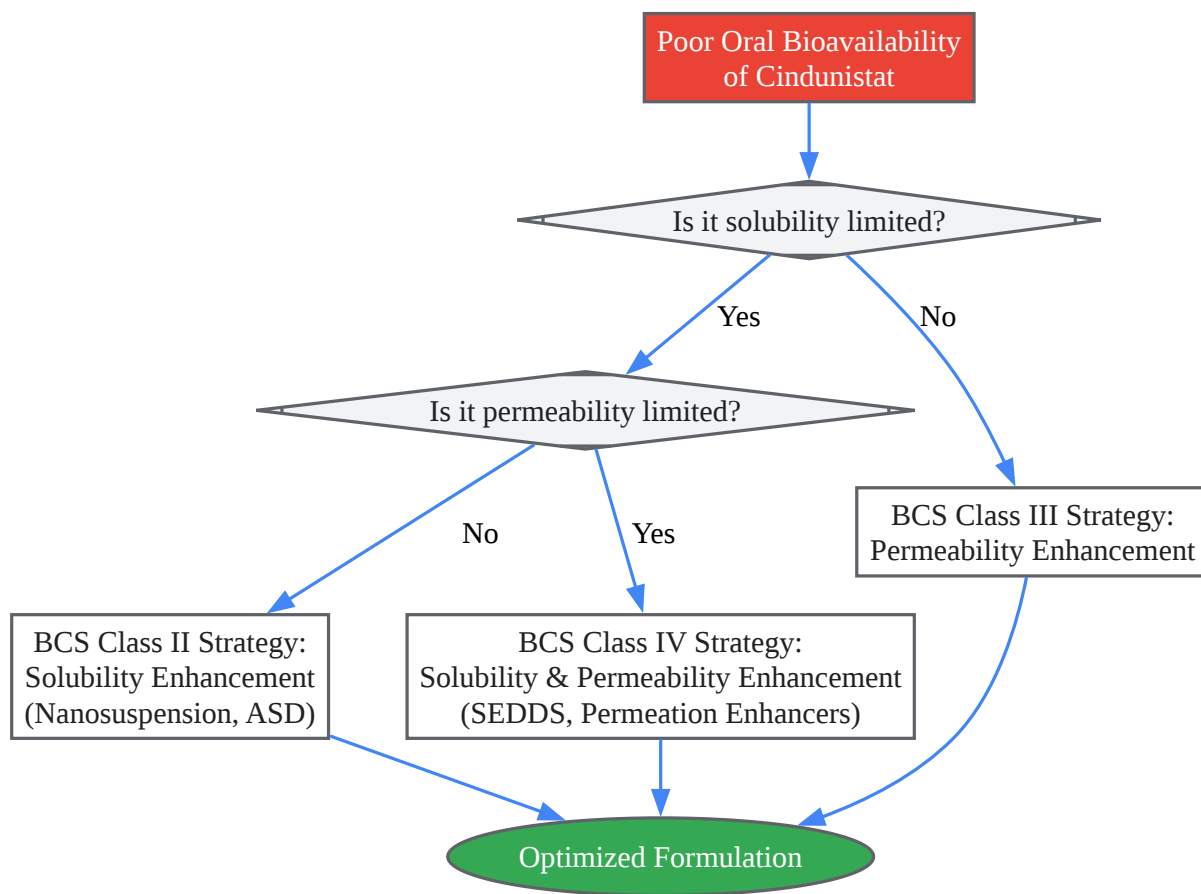 Poor Oral Bioavailability
of Cindunistat
Is it solubility limited?
Yes
No
Is it permeability limited?
No
Yes
BCS Class III Strategy:
Permeability Enhancement
BCS Class II Strategy:
Solubility Enhancement
(Nanosuspension, ASD)
BCS Class IV Strategy:
Solubility & Permeability Enhancement
(SEDDS, Permeation Enhancers)
Optimized Formulation